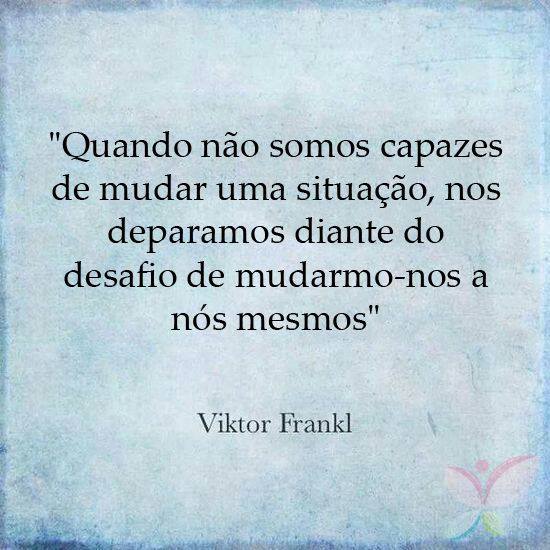 "Quando não somos capazes
de mudar uma situação, nos
deparamos diante do
desafio de mudarmo-nos a
nós mesmos"
Viktor Frankl